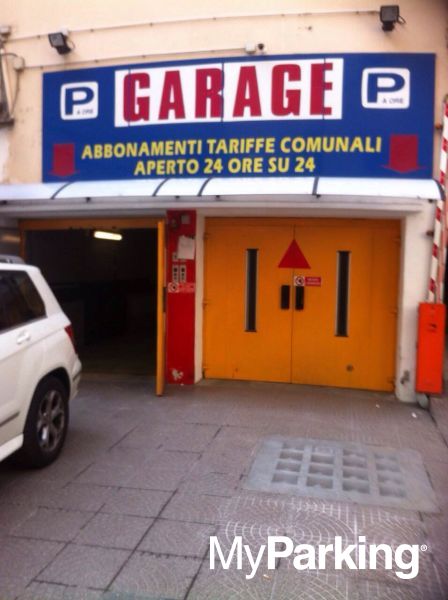 P GARAGE P
A ORE A ORE
ABBONAMENTI TARIFFE COMUNALI
APERTO 24 ORE SU 24
MyParking®